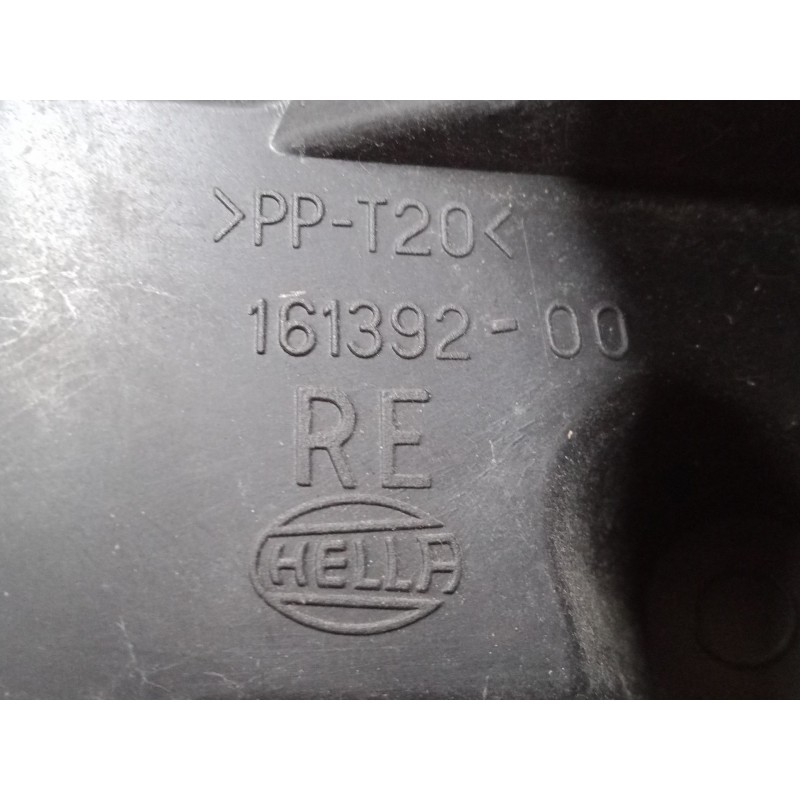 >PP-T20<
161392-00
RE
HELLA